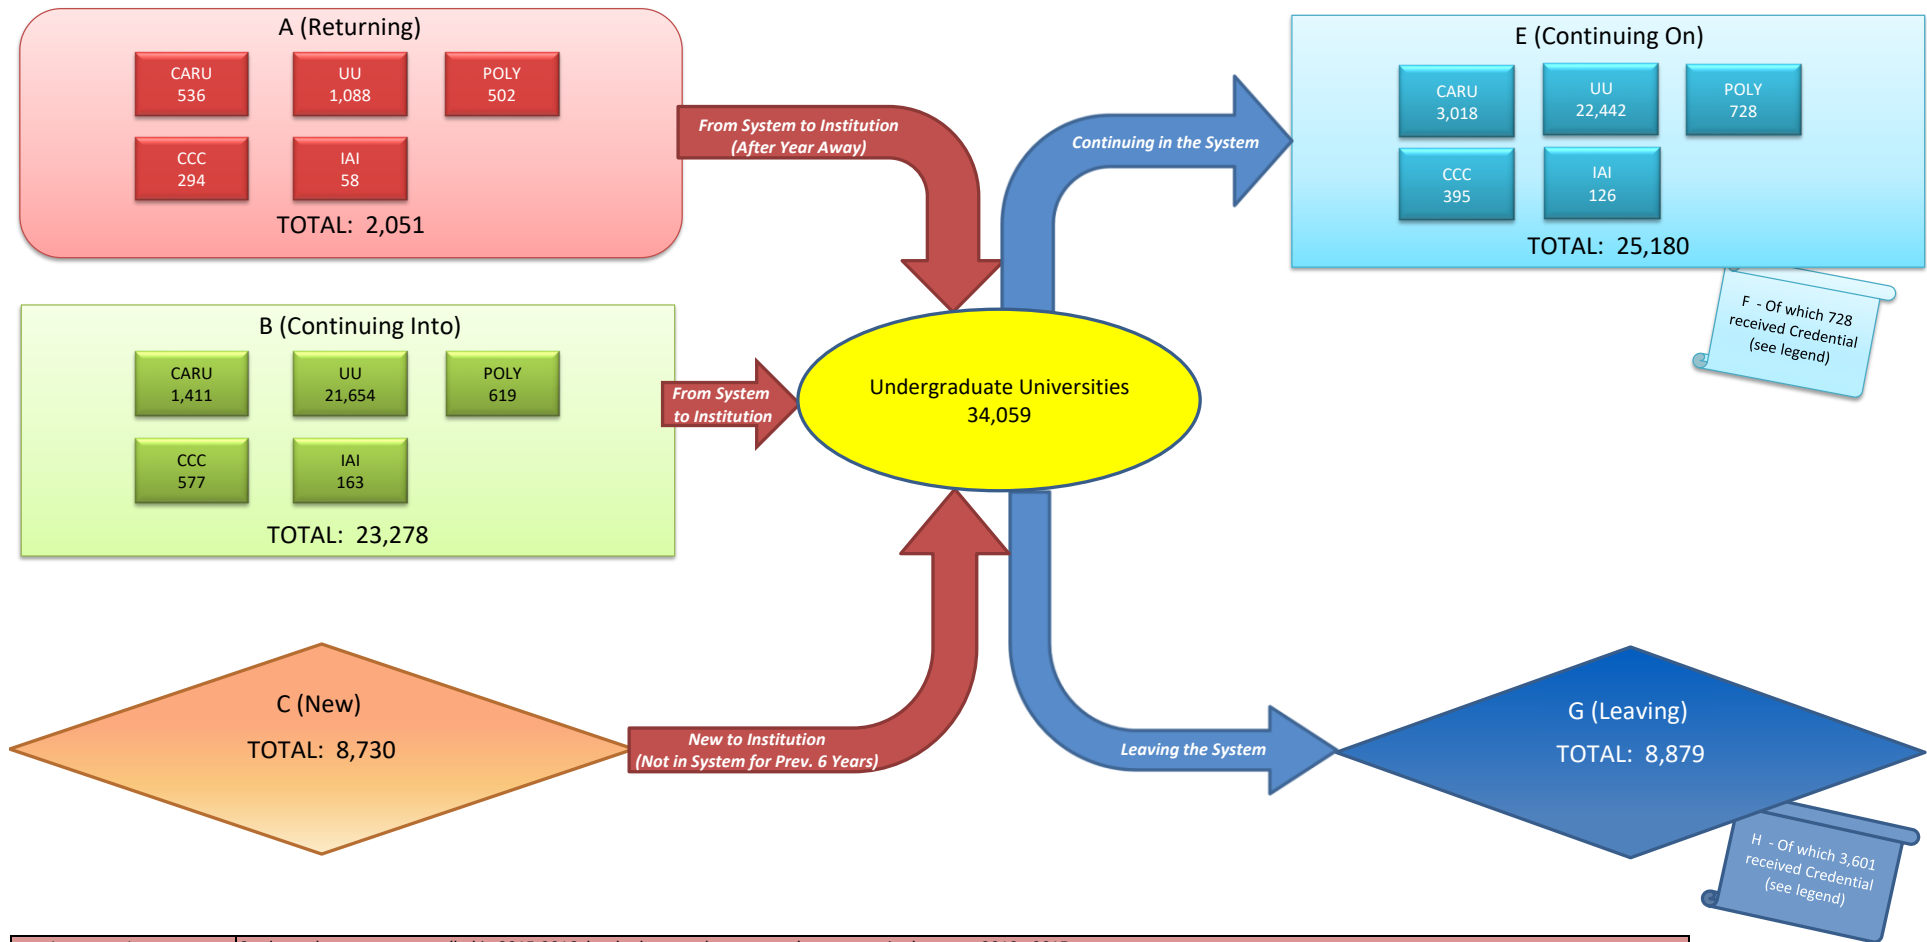 A (Returning)
CARU
536
UU
1,088
POLY
502
CCC
294
IAI
58
TOTAL: 2,051
From System to Institution
(After Year Away)
B (Continuing Into)
CARU
1,411
UU
21,654
POLY
619
CCC
577
IAI
163
TOTAL: 23,278
From System
to Institution
C (New)
TOTAL: 8,730
New to Institution
(Not in System for Prev. 6 Years)
Undergraduate Universities
34,059
Continuing in the System
E (Continuing On)
CARU
3,018
UU
22,442
POLY
728
CCC
395
IAI
126
TOTAL: 25,180
F - Of which 728
received Credential
(see legend)
Leaving the System
G (Leaving)
TOTAL: 8,879
H - Of which 3,601
received Credential
(see legend)